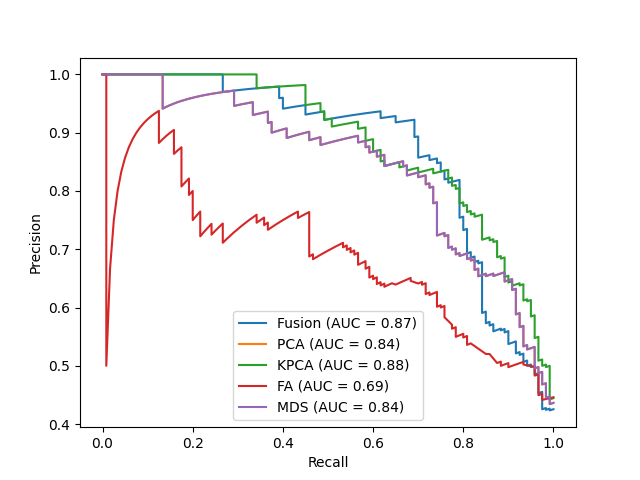 1.0
0.9
0.8
0.7
0.6
0.5
0.4
Precision
Fusion (AUC = 0.87)
PCA (AUC = 0.84)
KPCA (AUC = 0.88)
FA (AUC = 0.69)
MDS (AUC = 0.84)
0.0 0.2 0.4 0.6 0.8 1.0
Recall